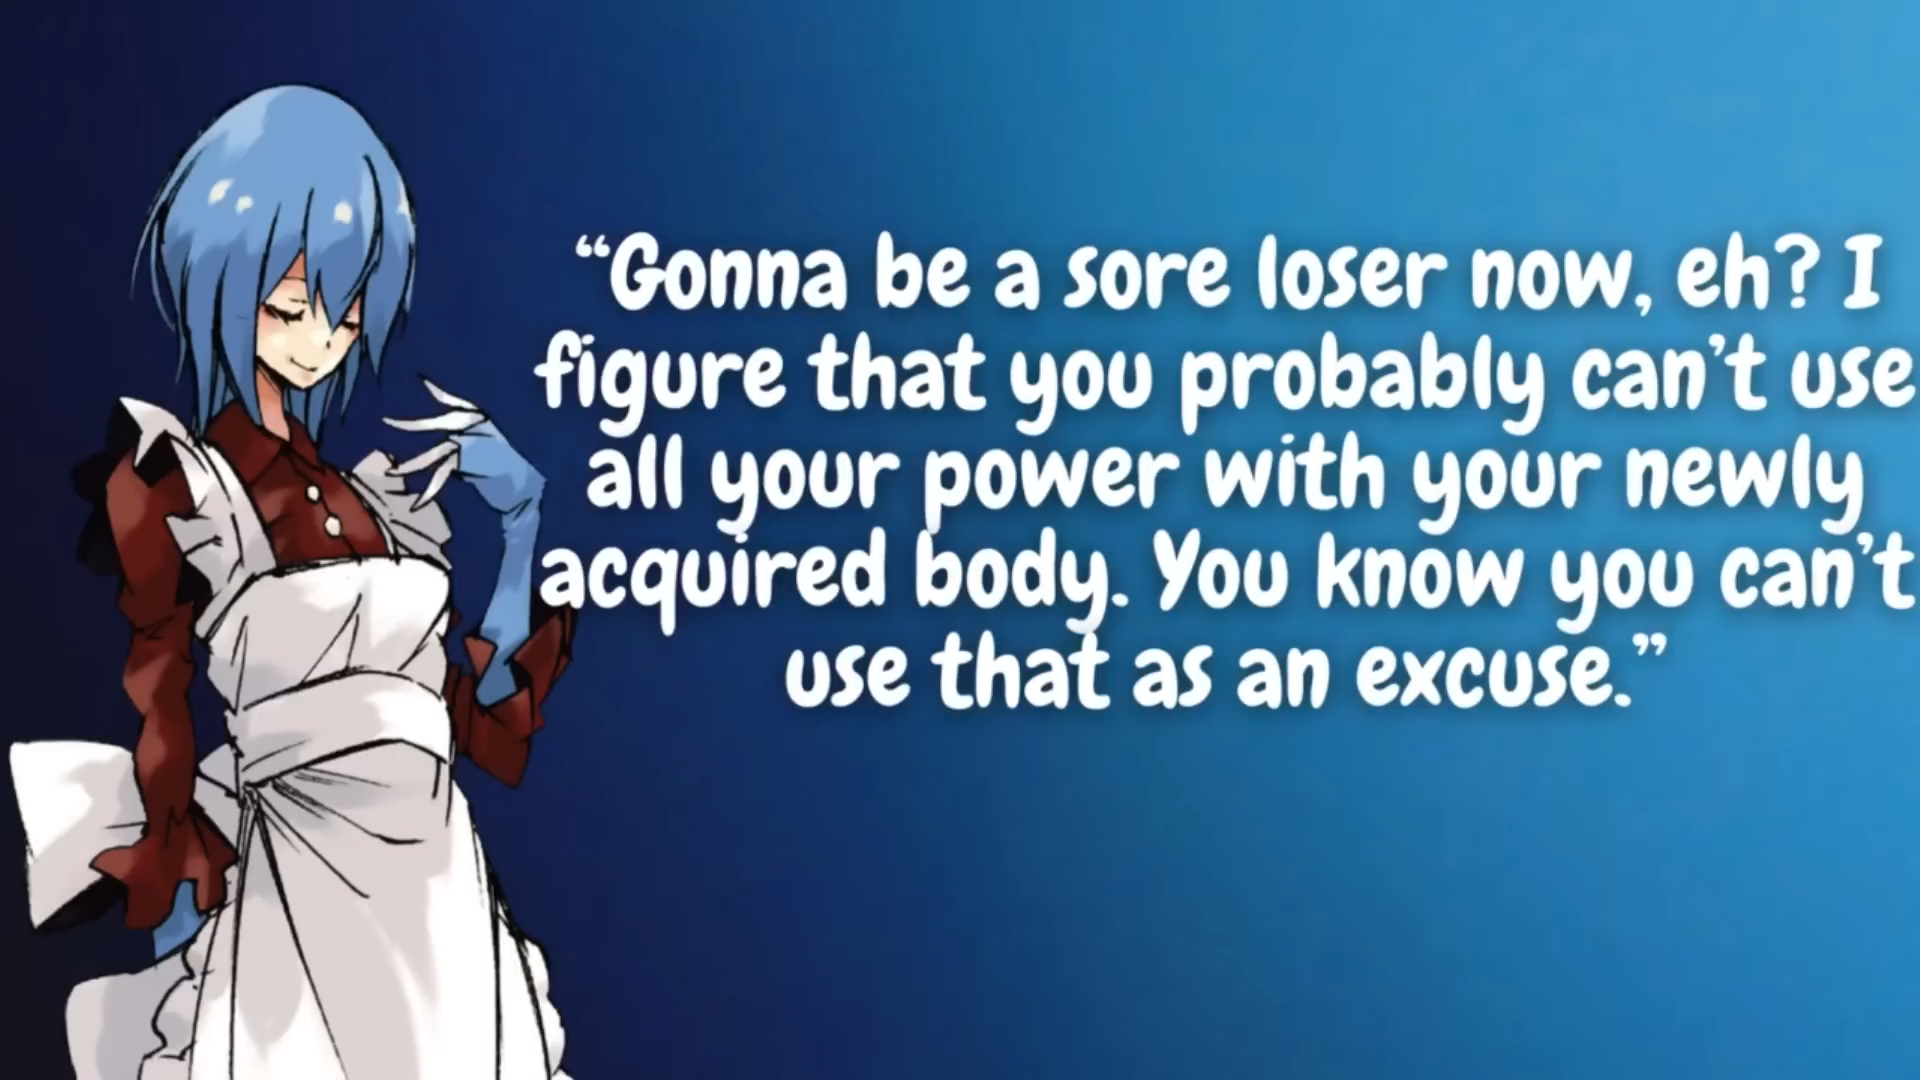 “Gonna be a sore loser now, eh? I
figure that you probably can’t use
all your power with your newly
acquired body. You know you can’t
use that as an excuse.”